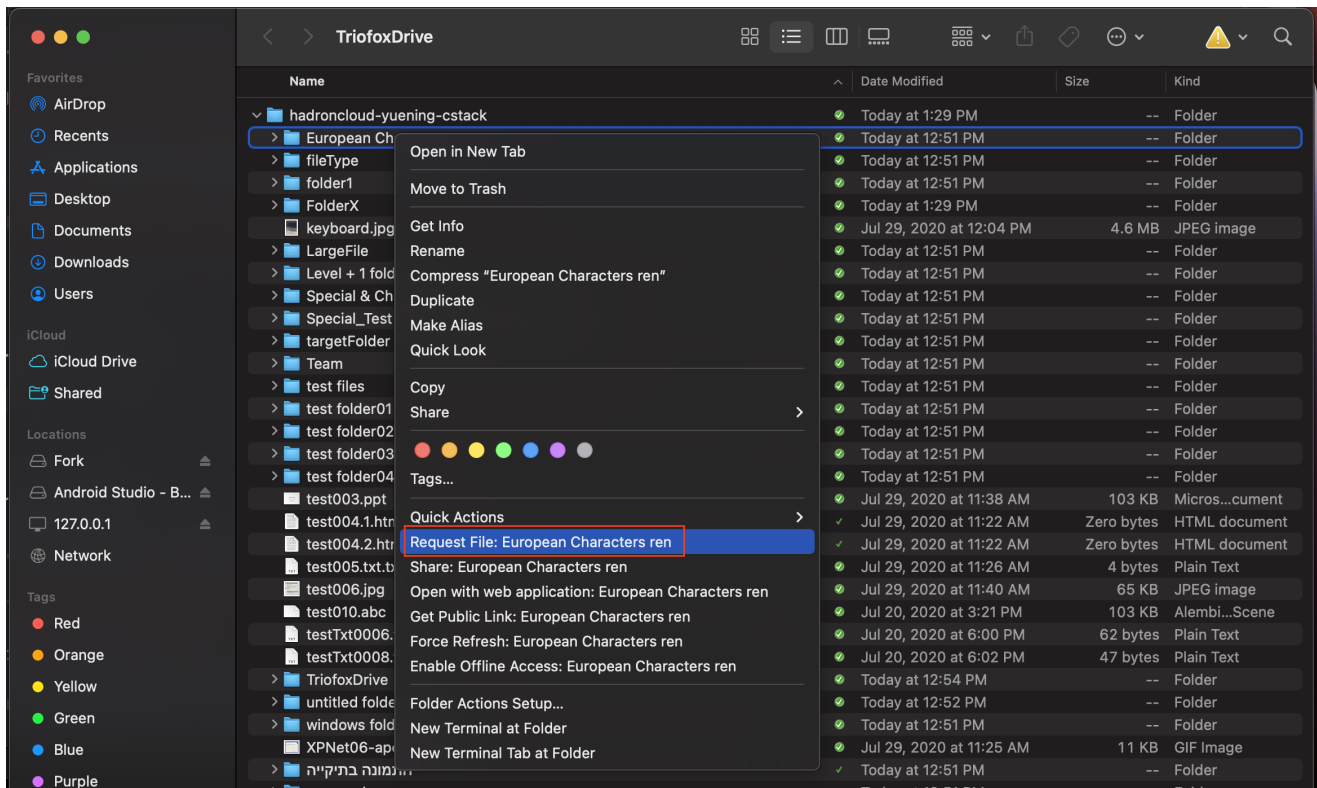 TriofoxDrive
Favorites
AirDrop
Recents
Applications
Desktop
Documents
Downloads
Users
iCloud
iCloud Drive
Shared
Locations
Fork
Android Studio - B...
127.0.0.1
Network
Tags
Red
Orange
Yellow
Green
Blue
Purple
Name Date Modified Size Kind
hadroncloud-yuening-cstack Today at 1:29 PM -- Folder
European Ch Today at 12:51 PM -- Folder
fileType Today at 12:51 PM -- Folder
folder1 Today at 12:51 PM -- Folder
FolderX Today at 1:29 PM -- Folder
keyboard.jpg Jul 29, 2020 at 12:04 PM 4.6 MB JPEG image
LargeFile Today at 12:51 PM -- Folder
Level + 1 fold Today at 12:51 PM -- Folder
Special & Ch Today at 12:51 PM -- Folder
Special_Test Today at 12:51 PM -- Folder
targetFolder Today at 12:51 PM -- Folder
Team Today at 12:51 PM -- Folder
test files Today at 12:51 PM -- Folder
test folder01 Today at 12:51 PM -- Folder
test folder02 Today at 12:51 PM -- Folder
test folder03 Today at 12:51 PM -- Folder
test folder04 Today at 12:51 PM -- Folder
test003.ppt Jul 29, 2020 at 11:38 AM 103 KB Micros...cument
test004.1.htm Jul 29, 2020 at 11:22 AM Zero bytes HTML document
test004.2.htm Jul 29, 2020 at 11:22 AM Zero bytes HTML document
test005.txt.tx Jul 29, 2020 at 11:26 AM 4 bytes Plain Text
test006.jpg Jul 29, 2020 at 11:40 AM 65 KB JPEG image
test010.abc Jul 20, 2020 at 3:21 PM 103 KB Alembi...Scene
testTxt0006. Jul 20, 2020 at 6:00 PM 62 bytes Plain Text
testTxt0008. Jul 20, 2020 at 6:02 PM 47 bytes Plain Text
TriofoxDrive Today at 12:54 PM -- Folder
untitled folde Today at 12:52 PM -- Folder
windows fold Today at 12:51 PM -- Folder
XPNet06-ape Jul 29, 2020 at 11:25 AM 11 KB GIF Image
התמונה בתיקייה Today at 12:51 PM -- Folder
Open in New Tab
Move to Trash
Get Info
Rename
Compress “European Characters ren”
Duplicate
Make Alias
Quick Look
Copy
Share
Tags...
Quick Actions
Request File: European Characters ren
Share: European Characters ren
Open with web application: European Characters ren
Get Public Link: European Characters ren
Force Refresh: European Characters ren
Enable Offline Access: European Characters ren
Folder Actions Setup...
New Terminal at Folder
New Terminal Tab at Folder